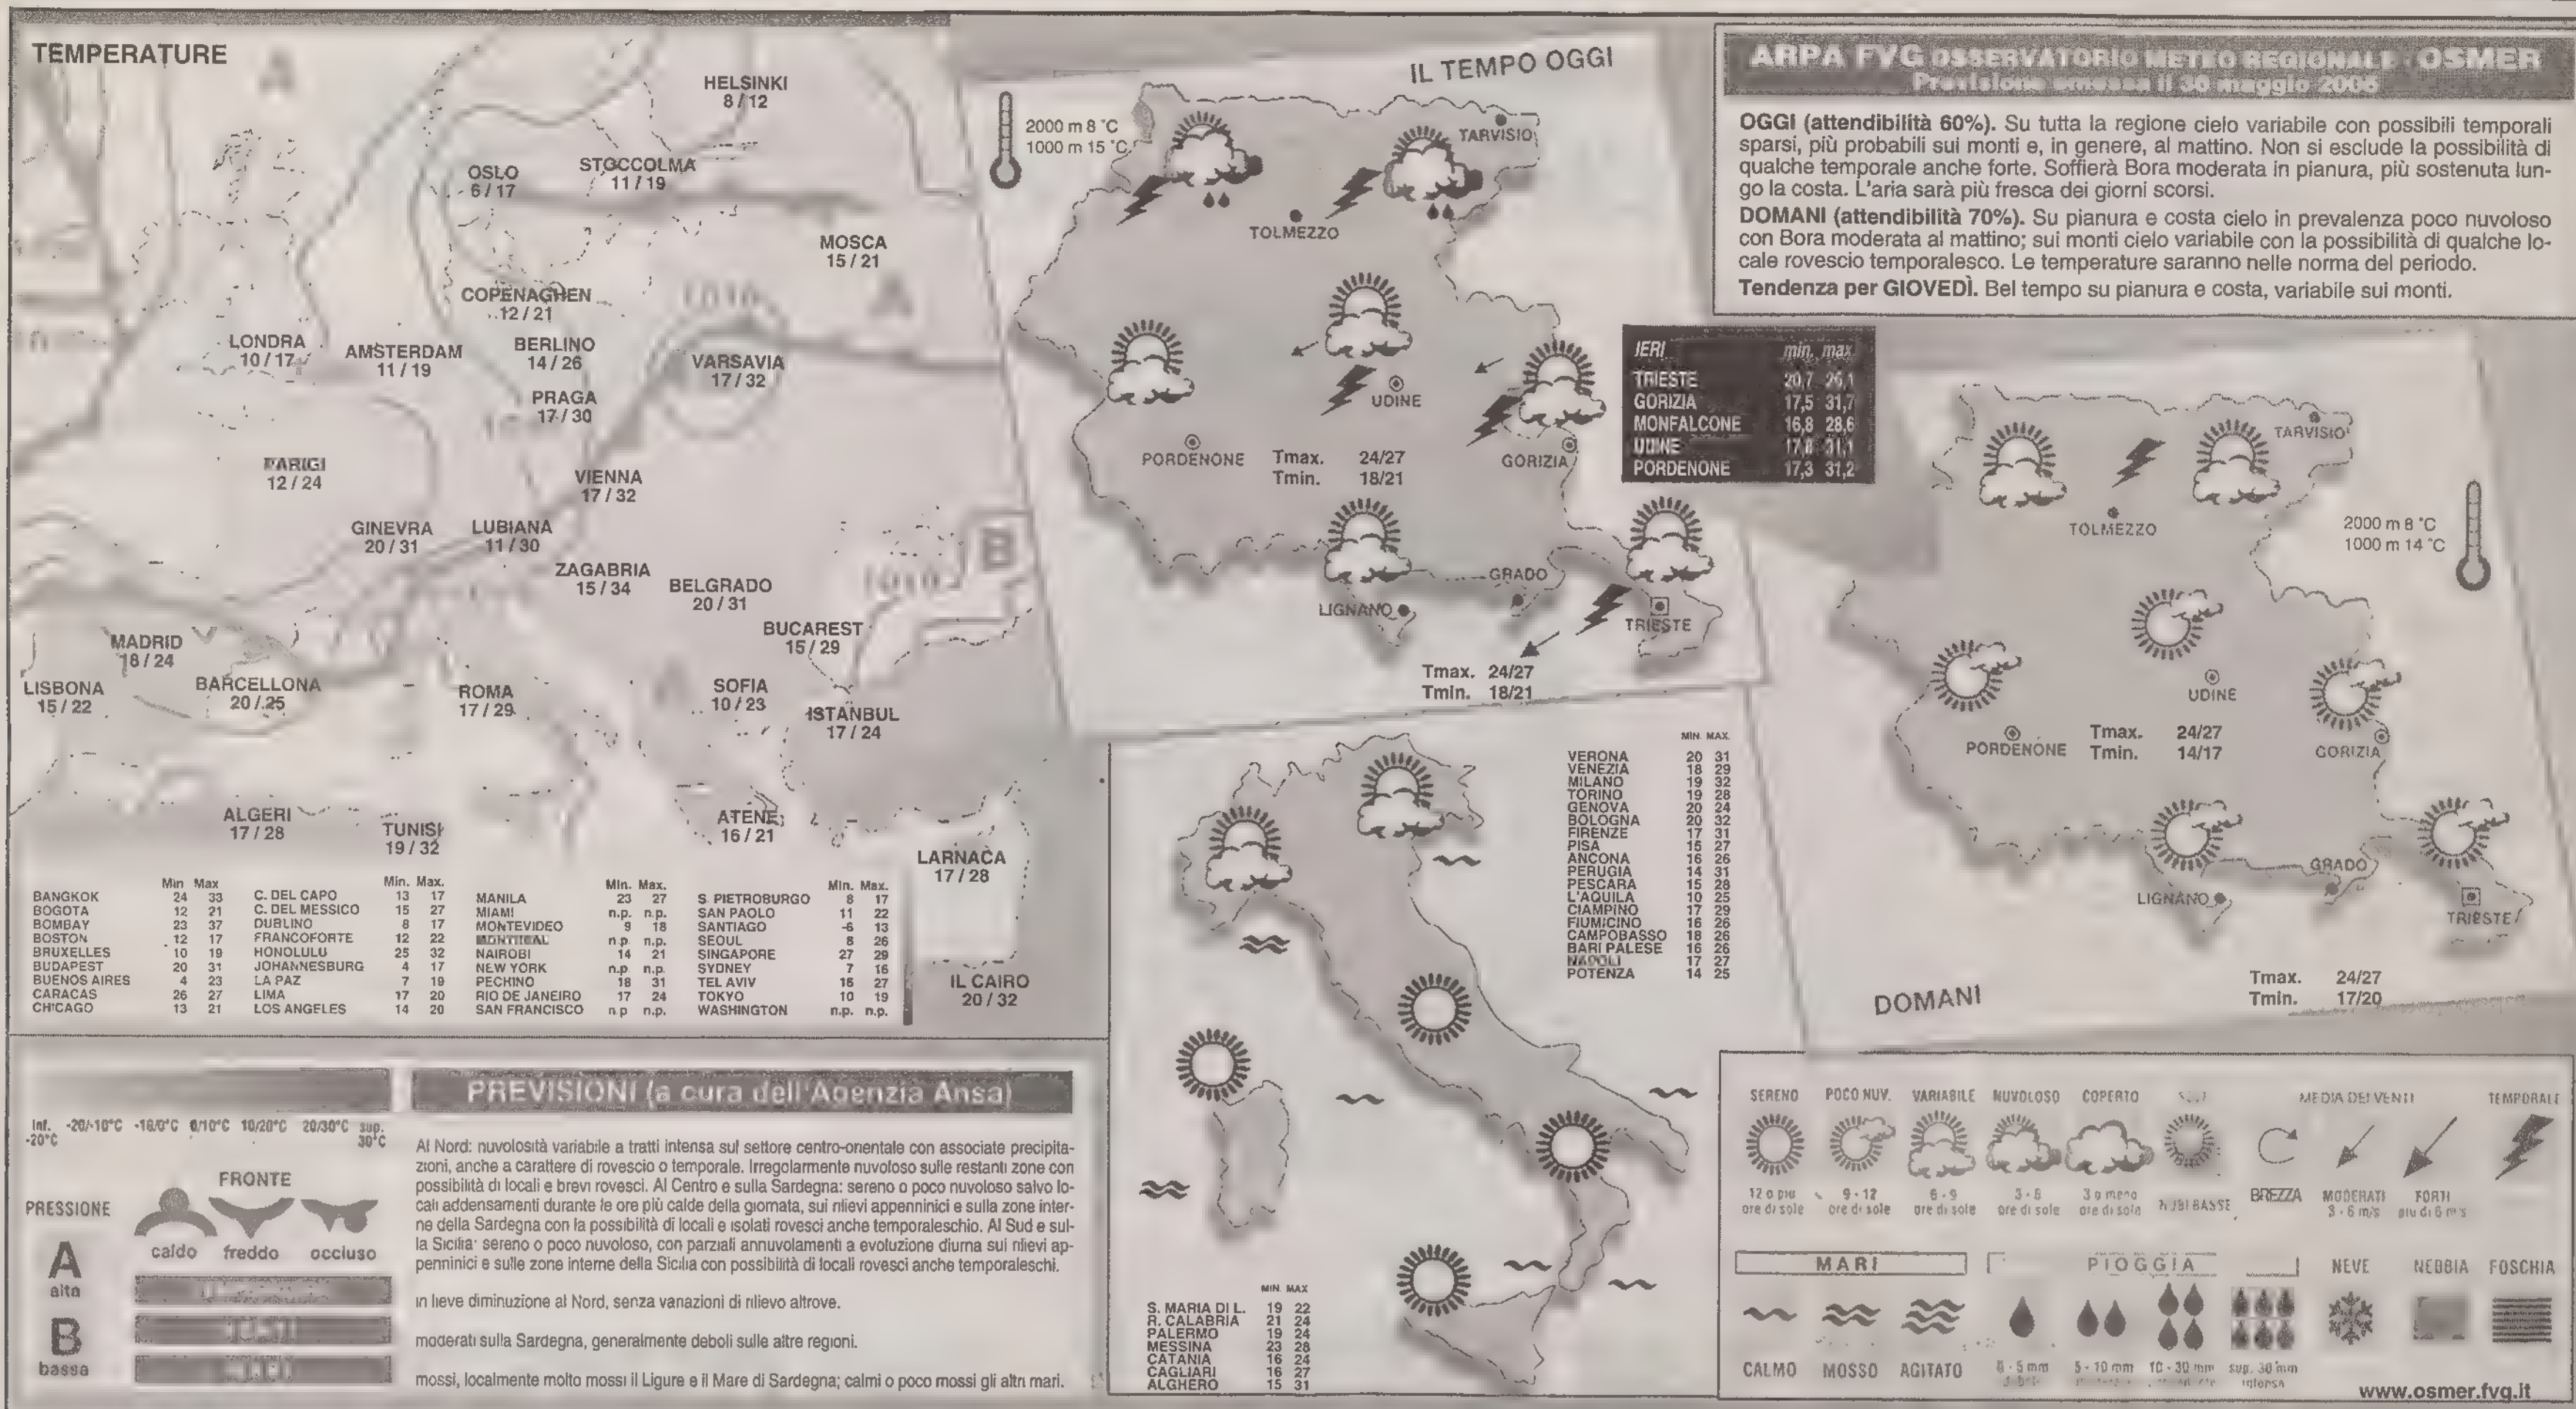 TEMPERATURE
HELSINKI
8 / 12
OSLO
6 / 17
STOCCOLMA
11 / 19
MOSCA
15 / 21
COPENAGHEN
12 / 21
LONDRA
10 / 17
AMSTERDAM
11 / 19
BERLINO
14 / 26
VARSAVIA
17 / 32
PRAGA
17 / 30
PARIGI
12 / 24
VIENNA
17 / 32
GINEVRA
20 / 31
LUBIANA
11 / 30
ZAGABRIA
15 / 34
BELGRADO
20 / 31
B
BUCAREST
15 / 29
MADRID
18 / 24
LISBONA
15 / 22
BARCELLONA
20 / 25
ROMA
17 / 29
SOFIA
10 / 23
ISTANBUL
17 / 24
ALGERI
17 / 28
TUNISI
19 / 32
ATENE
16 / 21
LARNACA
17 / 28
IL CAIRO
20 / 32
Min Max
BANGKOK 24 33
BOGOTA 12 21
BOMBAY 23 37
BOSTON 12 17
BRUXELLES 10 19
BUDAPEST 20 31
BUENOS AIRES 4 23
CARACAS 26 27
CHICAGO 13 21
Min. Max.
C. DEL CAPO 13 17
C. DEL MESSICO 15 27
DUBLINO 8 17
FRANCOFORTE 12 22
HONOLULU 25 32
JOHANNESBURG 4 17
LA PAZ 7 19
LIMA 17 20
LOS ANGELES 14 20
Min. Max.
MANILA 23 27
MIAMI n.p. n.p.
MONTEVIDEO 9 18
MONTREAL n.p. n.p.
NAIROBI 14 21
NEW YORK n.p. n.p.
PECHINO 18 31
RIO DE JANEIRO 17 24
SAN FRANCISCO n.p n.p.
Min. Max.
S. PIETROBURGO 8 17
SAN PAOLO 11 22
SANTIAGO -6 13
SEOUL 8 26
SINGAPORE 27 29
SYDNEY 7 16
TEL AVIV 16 27
TOKYO 10 19
WASHINGTON n.p. n.p.
IL TEMPO OGGI
2000 m 8 °C
1000 m 15 °C
TARVISIO
TOLMEZZO
UDINE
PORDENONE
GORIZIA
Tmax. 24/27
Tmin. 18/21
LIGNANO
GRADO
TRIESTE
Tmax. 24/27
Tmin. 18/21
ARPA FVG OSSERVATORIO METEO REGIONALE - OSMER
Previsione emessa il 30 maggio 2005
OGGI (attendibilità 60%). Su tutta la regione cielo variabile con possibili temporali
sparsi, più probabili sui monti e, in genere, al mattino. Non si esclude la possibilità di
qualche temporale anche forte. Soffierà Bora moderata in pianura, più sostenuta lun-
go la costa. L'aria sarà più fresca dei giorni scorsi.
DOMANI (attendibilità 70%). Su pianura e costa cielo in prevalenza poco nuvoloso
con Bora moderata al mattino; sui monti cielo variabile con la possibilità di qualche lo-
cale rovescio temporalesco. Le temperature saranno nelle norma del periodo.
Tendenza per GIOVEDÌ. Bel tempo su pianura e costa, variabile sui monti.
IERI min. max.
TRIESTE 20,7 26,1
GORIZIA 17,5 31,7
MONFALCONE 16,8 28,6
UDINE 17,8 31,1
PORDENONE 17,3 31,2
TARVISIO
TOLMEZZO
2000 m 8 °C
1000 m 14 °C
UDINE
PORDENONE
GORIZIA
Tmax. 24/27
Tmin. 14/17
LIGNANO
GRADO
TRIESTE
DOMANI
Tmax. 24/27
Tmin. 17/20
MIN. MAX.
VERONA 20 31
VENEZIA 18 29
MILANO 19 32
TORINO 19 28
GENOVA 20 24
BOLOGNA 20 32
FIRENZE 17 31
PISA 15 27
ANCONA 16 26
PERUGIA 14 31
PESCARA 15 28
L'AQUILA 10 25
CIAMPINO 17 29
FIUMICINO 16 26
CAMPOBASSO 18 26
BARI PALESE 16 26
NAPOLI 17 27
POTENZA 14 25
MIN. MAX
S. MARIA DI L. 19 22
R. CALABRIA 21 24
PALERMO 19 24
MESSINA 23 28
CATANIA 16 24
CAGLIARI 16 27
ALGHERO 15 31
Inf. -20°C -20/-10°C -10/0°C 0/10°C 10/20°C 20/30°C sup. 30°C
FRONTE
PRESSIONE
caldo freddo occluso
A
alta
B
bassa
PREVISIONI (a cura dell'Agenzia Ansa)
Al Nord: nuvolosità variabile a tratti intensa sul settore centro-orientale con associate precipita-
zioni, anche a carattere di rovescio o temporale. Irregolarmente nuvoloso sulle restanti zone con
possibilità di locali e brevi rovesci. Al Centro e sulla Sardegna: sereno o poco nuvoloso salvo lo-
cali addensamenti durante le ore più calde della giornata, sui rilievi appenninici e sulla zone inter-
ne della Sardegna con la possibilità di locali e isolati rovesci anche temporaleschio. Al Sud e sul-
la Sicilia: sereno o poco nuvoloso, con parziali annuvolamenti a evoluzione diurna sui rilievi ap-
penninici e sulle zone interne della Sicilia con possibilità di locali rovesci anche temporaleschi.
in lieve diminuzione al Nord, senza variazioni di rilievo altrove.
moderati sulla Sardegna, generalmente deboli sulle altre regioni.
mossi, localmente molto mossi il Ligure e il Mare di Sardegna; calmi o poco mossi gli altri mari.
SERENO POCO NUV. VARIABILE NUVOLOSO COPERTO MEDIA DEI VENTI TEMPORALE
12 o più ore di sole
9 - 12 ore di sole
6 - 9 ore di sole
3 - 6 ore di sole
3 o meno ore di sole
NUBI BASSE
BREZZA
MODERATI 3 - 6 m/s
FORTI più di 6 m/s
MARI PIOGGIA NEVE NEBBIA FOSCHIA
CALMO MOSSO AGITATO
0 - 5 mm
5 - 10 mm
10 - 30 mm
sup. 30 mm intensa
www.osmer.fvg.it